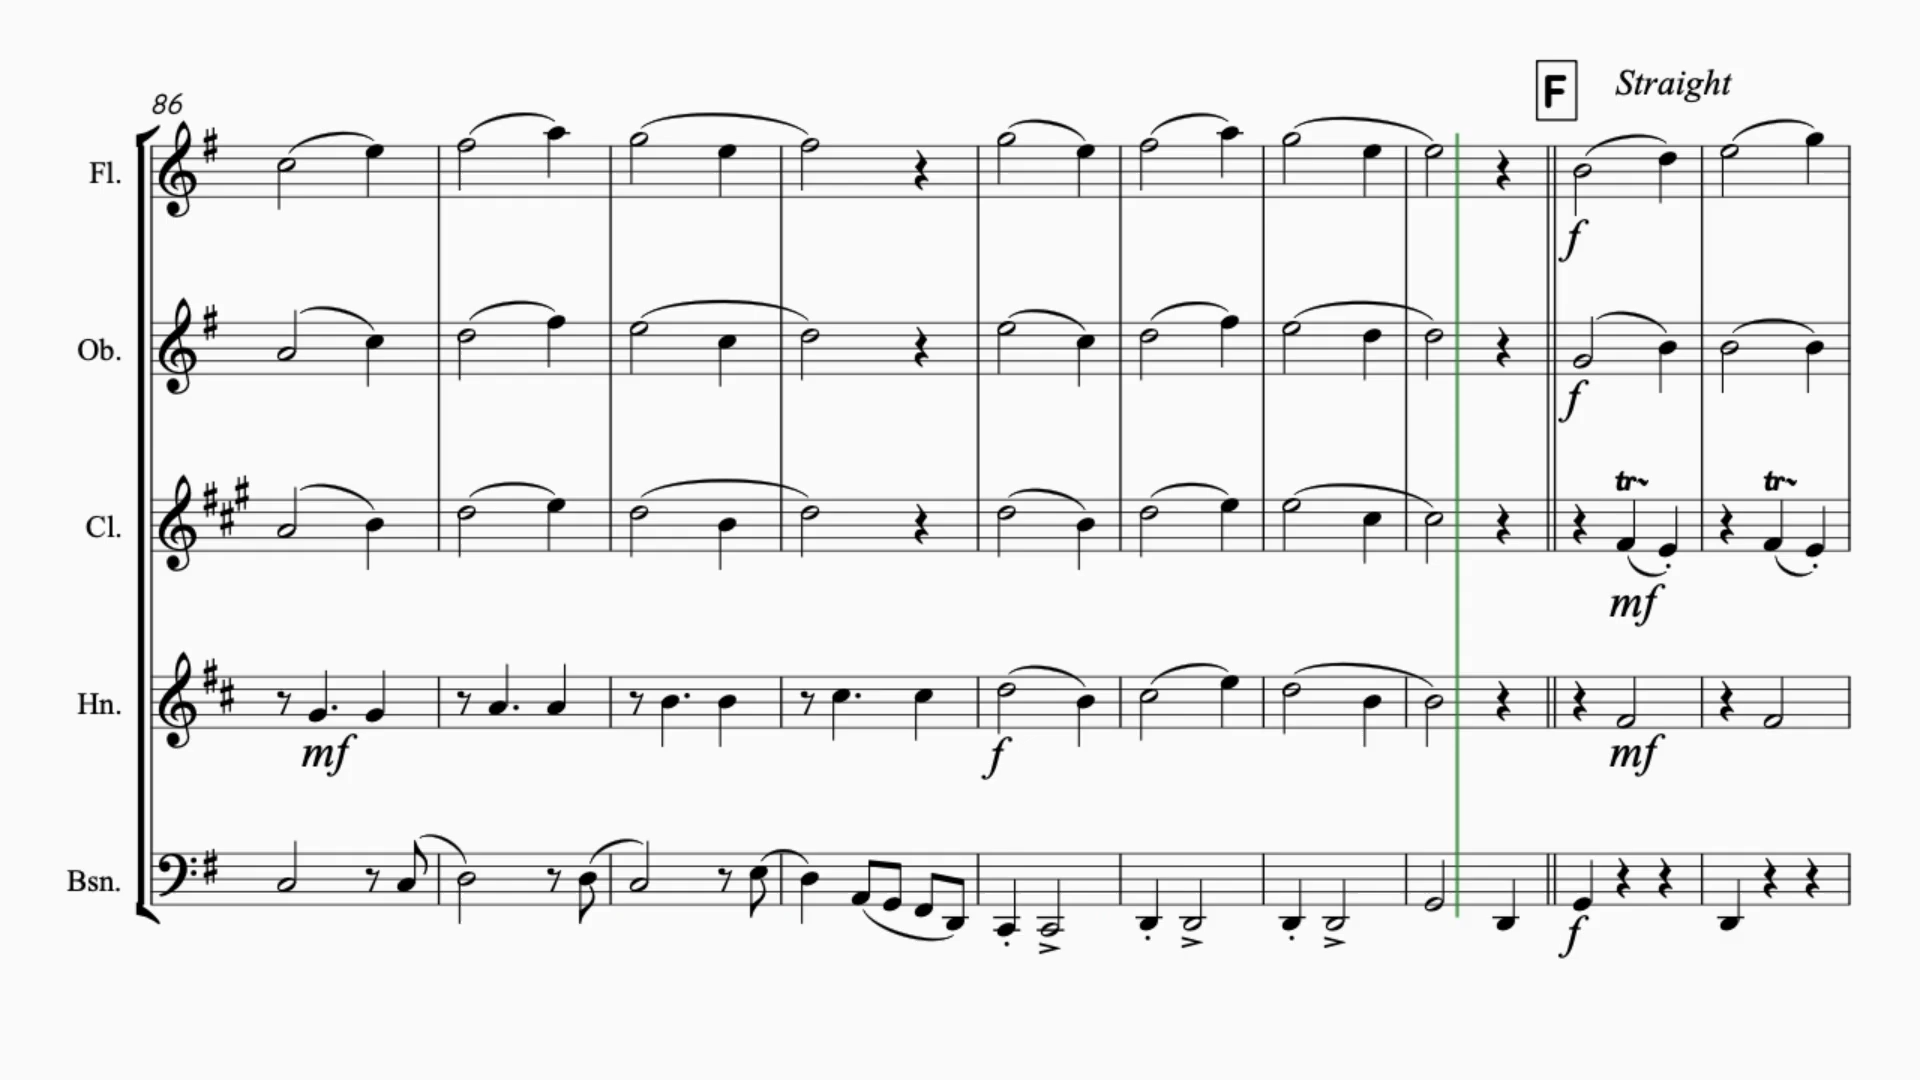 F Straight
86
Fl.
f
Ob.
f
tr tr
Cl.
mf
Hn.
mf f mf
Bsn.
f